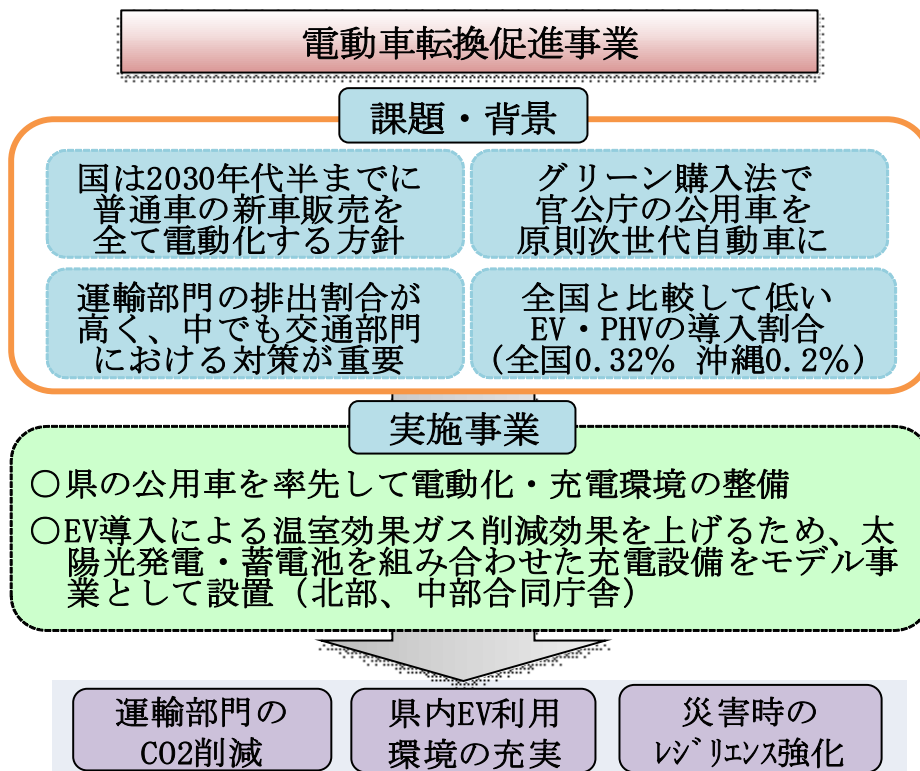 電動車転換促進事業
課題・背景
国は2030年代半までに
普通車の新車販売を
全て電動化する方針
グリーン購入法で
官公庁の公用車を
原則次世代自動車に
運輸部門の排出割合が
高く、中でも交通部門
における対策が重要
全国と比較して低い
EV・PHVの導入割合
(全国0.32% 沖縄0.2%)
実施事業
○県の公用車を率先して電動化・充電環境の整備
○EV導入による温室効果ガス削減効果を上げるため、太
陽光発電・蓄電池を組み合わせた充電設備をモデル事
業として設置（北部、中部合同庁舎）
運輸部門の
CO2削減
県内EV利用
環境の充実
災害時の
ﾚｼﾞﾘｴﾝｽ強化